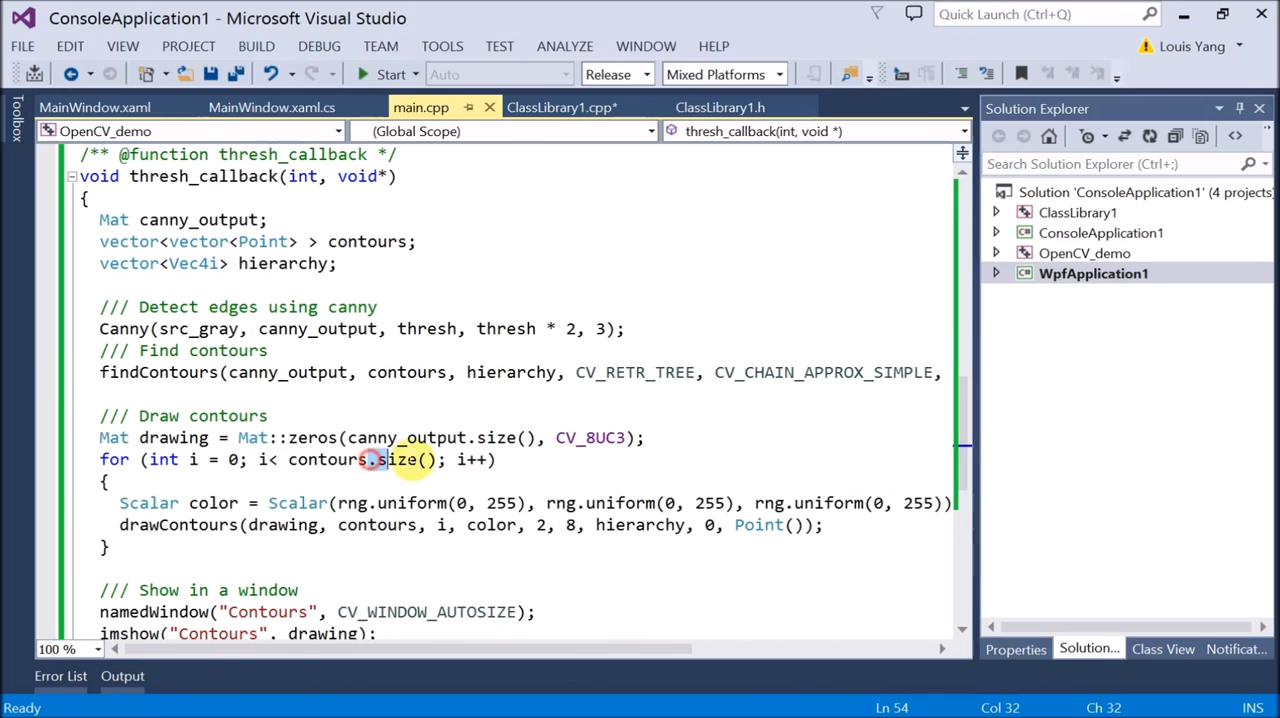 ConsoleApplication1 - Microsoft Visual Studio
Quick Launch (Ctrl+Q)
FILE EDIT VIEW PROJECT BUILD DEBUG TEAM TOOLS TEST ANALYZE WINDOW HELP
Louis Yang
Start Auto Release Mixed Platforms
Toolbox
MainWindow.xaml MainWindow.xaml.cs main.cpp ClassLibrary1.cpp* ClassLibrary1.h
OpenCV_demo (Global Scope) thresh_callback(int, void *)
/** @function thresh_callback */
void thresh_callback(int, void*)
{
Mat canny_output;
vector<vector<Point> > contours;
vector<Vec4i> hierarchy;
/// Detect edges using canny
Canny(src_gray, canny_output, thresh, thresh * 2, 3);
/// Find contours
findContours(canny_output, contours, hierarchy, CV_RETR_TREE, CV_CHAIN_APPROX_SIMPLE,
/// Draw contours
Mat drawing = Mat::zeros(canny_output.size(), CV_8UC3);
for (int i = 0; i< contours.size(); i++)
{
Scalar color = Scalar(rng.uniform(0, 255), rng.uniform(0, 255), rng.uniform(0, 255))
drawContours(drawing, contours, i, color, 2, 8, hierarchy, 0, Point());
}
/// Show in a window
namedWindow("Contours", CV_WINDOW_AUTOSIZE);
imshow("Contours", drawing);
100 %
Solution Explorer
Search Solution Explorer (Ctrl+;)
Solution 'ConsoleApplication1' (4 projects)
ClassLibrary1
ConsoleApplication1
OpenCV_demo
WpfApplication1
Properties Solution... Class View Notificat...
Error List Output
Ready Ln 54 Col 32 Ch 32 INS